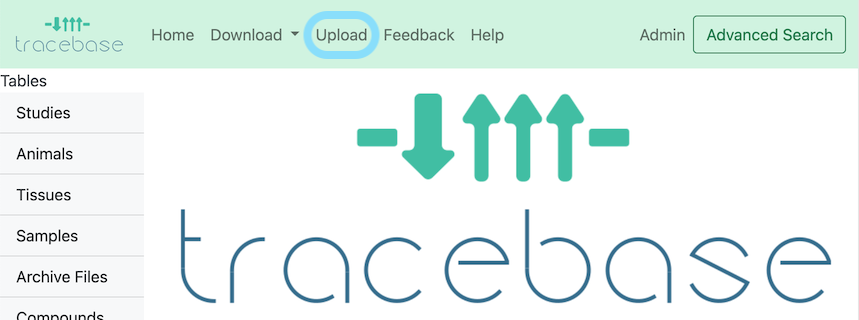 tracebase Home Download Upload Feedback Help Admin Advanced Search
Tables
Studies
Animals
Tissues
Samples
Archive Files
Compounds
tracebase